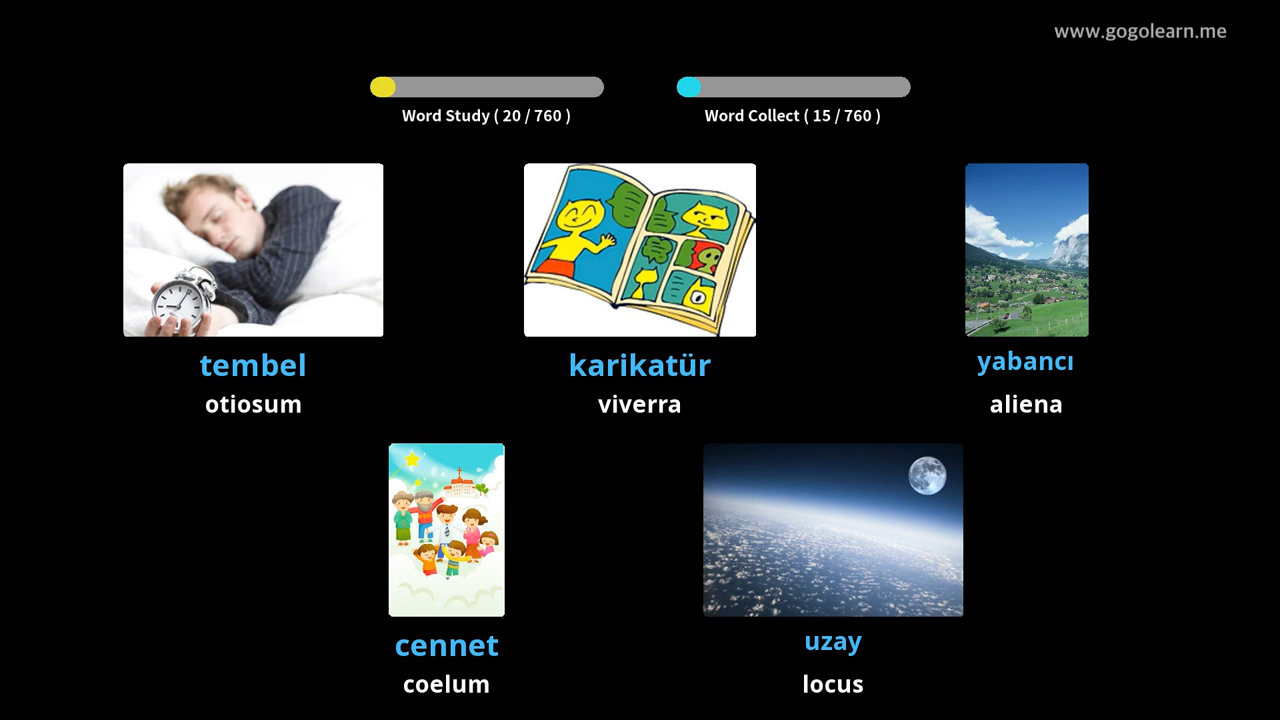 www.gogolearn.me
Word Study ( 20 / 760 )
Word Collect ( 15 / 760 )
tembel
otiosum
karikatür
viverra
yabancı
aliena
cennet
coelum
uzay
locus